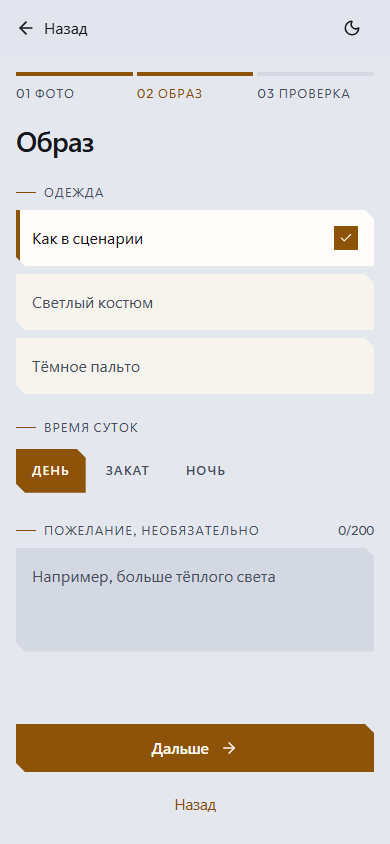 Назад
01 ФОТО
02 ОБРАЗ
03 ПРОВЕРКА
Образ
ОДЕЖДА
Как в сценарии
Светлый костюм
Тёмное пальто
ВРЕМЯ СУТОК
ДЕНЬ
ЗАКАТ
НОЧЬ
ПОЖЕЛАНИЕ, НЕОБЯЗАТЕЛЬНО
0/200
Например, больше тёплого света
Дальше
Назад